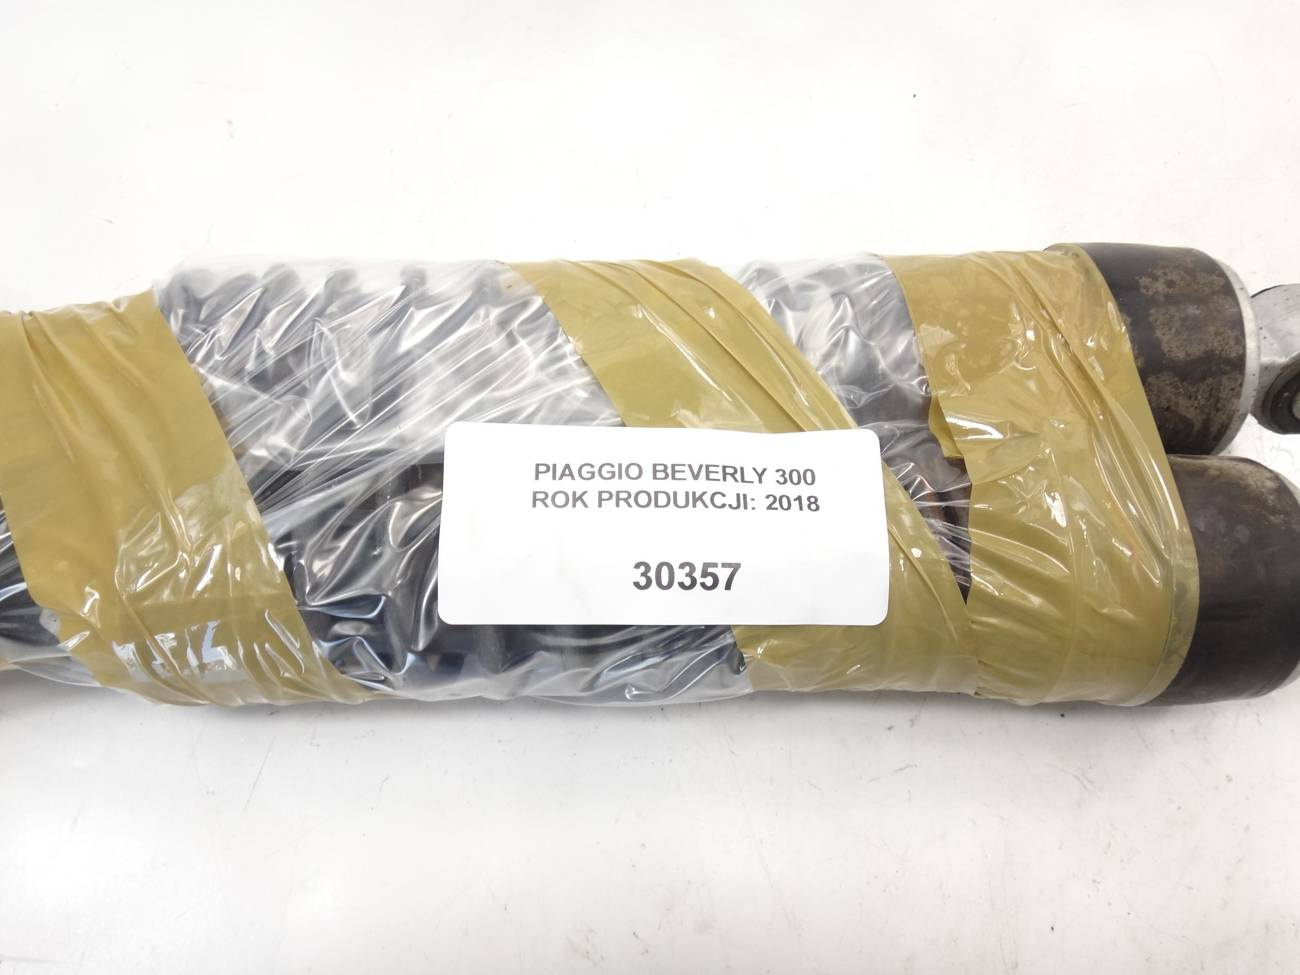 PIAGGIO BEVERLY 300
ROK PRODUKCJI: 2018
30357